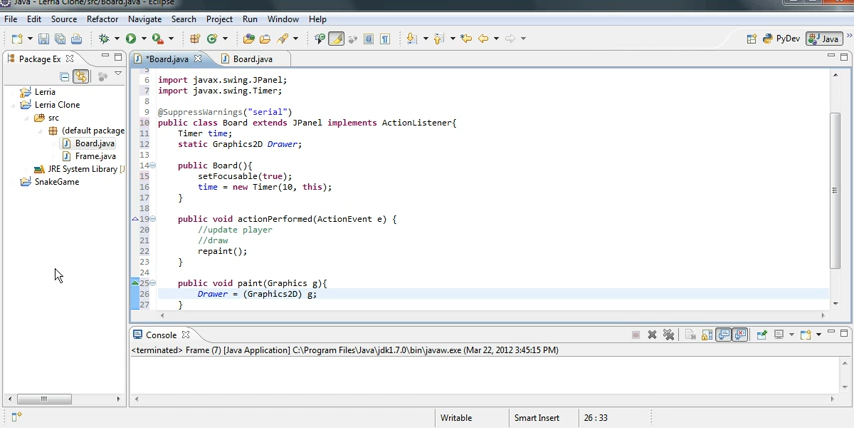 Java - Lerria Clone/src/Board.java - Eclipse
File Edit Source Refactor Navigate Search Project Run Window Help
PyDev Java
Package Ex
*Board.java Board.java
Lerria
Lerria Clone
src
(default package
Board.java
Frame.java
JRE System Library [J
SnakeGame
5
6 import javax.swing.JPanel;
7 import javax.swing.Timer;
8
9 @SuppressWarnings("serial")
10 public class Board extends JPanel implements ActionListener{
11 Timer time;
12 static Graphics2D Drawer;
13
14 public Board(){
15 setFocusable(true);
16 time = new Timer(10, this);
17 }
18
19 public void actionPerformed(ActionEvent e) {
20 //update player
21 //draw
22 repaint();
23 }
24
25 public void paint(Graphics g){
26 Drawer = (Graphics2D) g;
27 }
Console
<terminated> Frame (7) [Java Application] C:\Program Files\Java\jdk1.7.0\bin\javaw.exe (Mar 22, 2012 3:45:15 PM)
Writable Smart Insert 26 : 33